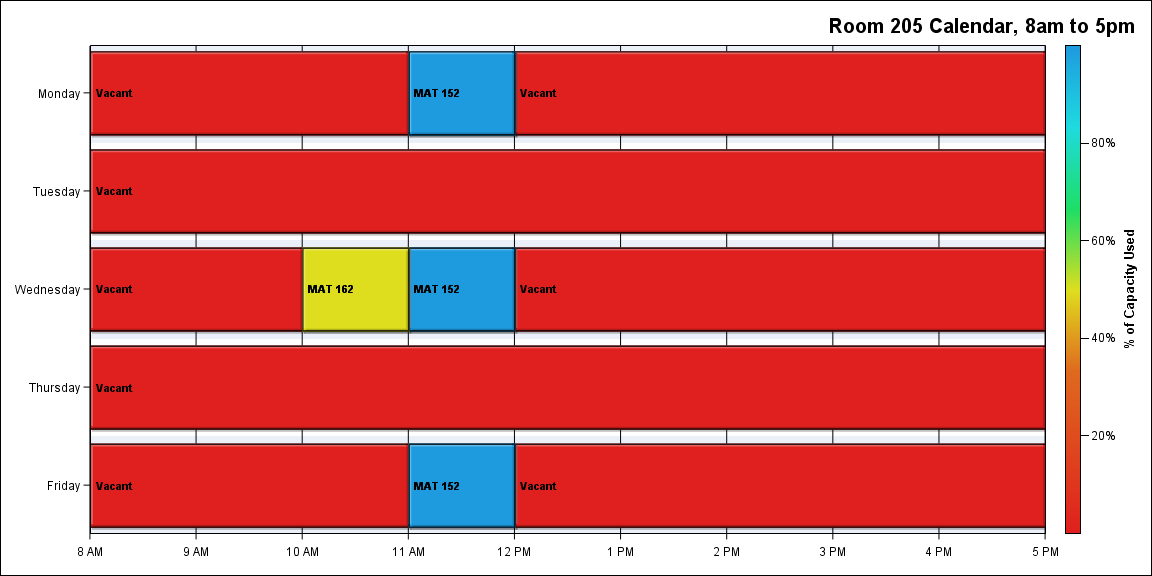 Room 205 Calendar, 8am to 5pm
Monday
Vacant
MAT 152
Vacant
Tuesday
Vacant
Wednesday
Vacant
MAT 162
MAT 152
Vacant
Thursday
Vacant
Friday
Vacant
MAT 152
Vacant
8 AM
9 AM
10 AM
11 AM
12 PM
1 PM
2 PM
3 PM
4 PM
5 PM
80%
60%
40%
20%
% of Capacity Used